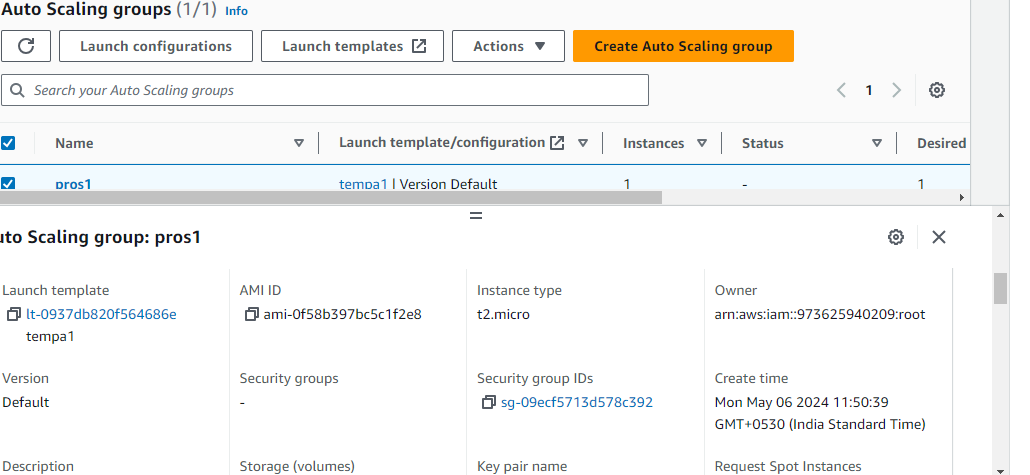 Auto Scaling groups (1/1) Info
Launch configurations Launch templates Actions Create Auto Scaling group
Search your Auto Scaling groups 1
Name Launch template/configuration Instances Status Desired
pros1 tempa1 | Version Default 1 - 1
uto Scaling group: pros1
Launch template AMI ID Instance type Owner
lt-0937db820f564686e ami-0f58b397bc5c1f2e8 t2.micro arn:aws:iam::973625940209:root
tempa1
Version Security groups Security group IDs Create time
Default - sg-09ecf5713d578c392 Mon May 06 2024 11:50:39
GMT+0530 (India Standard Time)
Description Storage (volumes) Key pair name Request Spot Instances